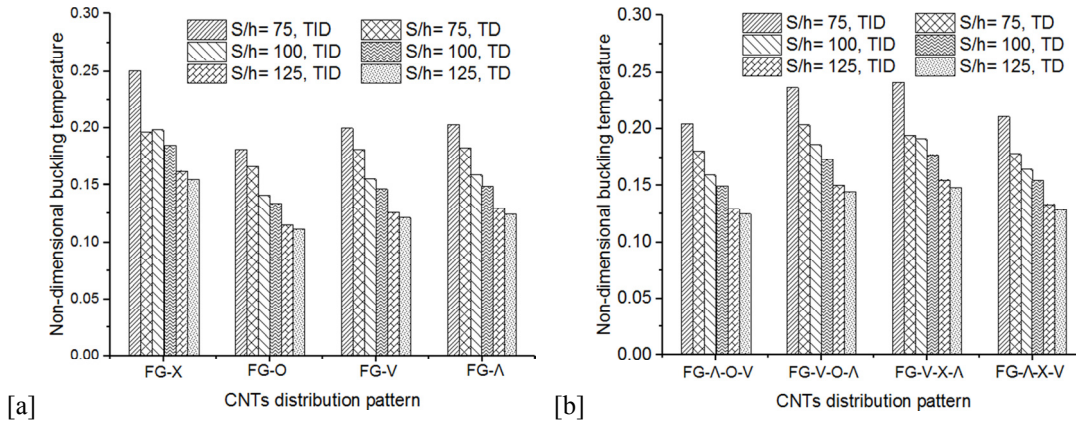 0.30
0.25
0.20
0.15
0.10
0.05
0.00
Non-dimensional buckling temperature
S/h= 75, TID
S/h= 75, TD
S/h= 100, TID
S/h= 100, TD
S/h= 125, TID
S/h= 125, TD
FG-X
FG-O
FG-V
FG-Λ
CNTs distribution pattern
[a]
0.30
0.25
0.20
0.15
0.10
0.05
0.00
Non-dimensional buckling temperature
S/h= 75, TID
S/h= 75, TD
S/h= 100, TID
S/h= 100, TD
S/h= 125, TID
S/h= 125, TD
FG-Λ-O-V
FG-V-O-Λ
FG-V-X-Λ
FG-Λ-X-V
CNTs distribution pattern
[b]